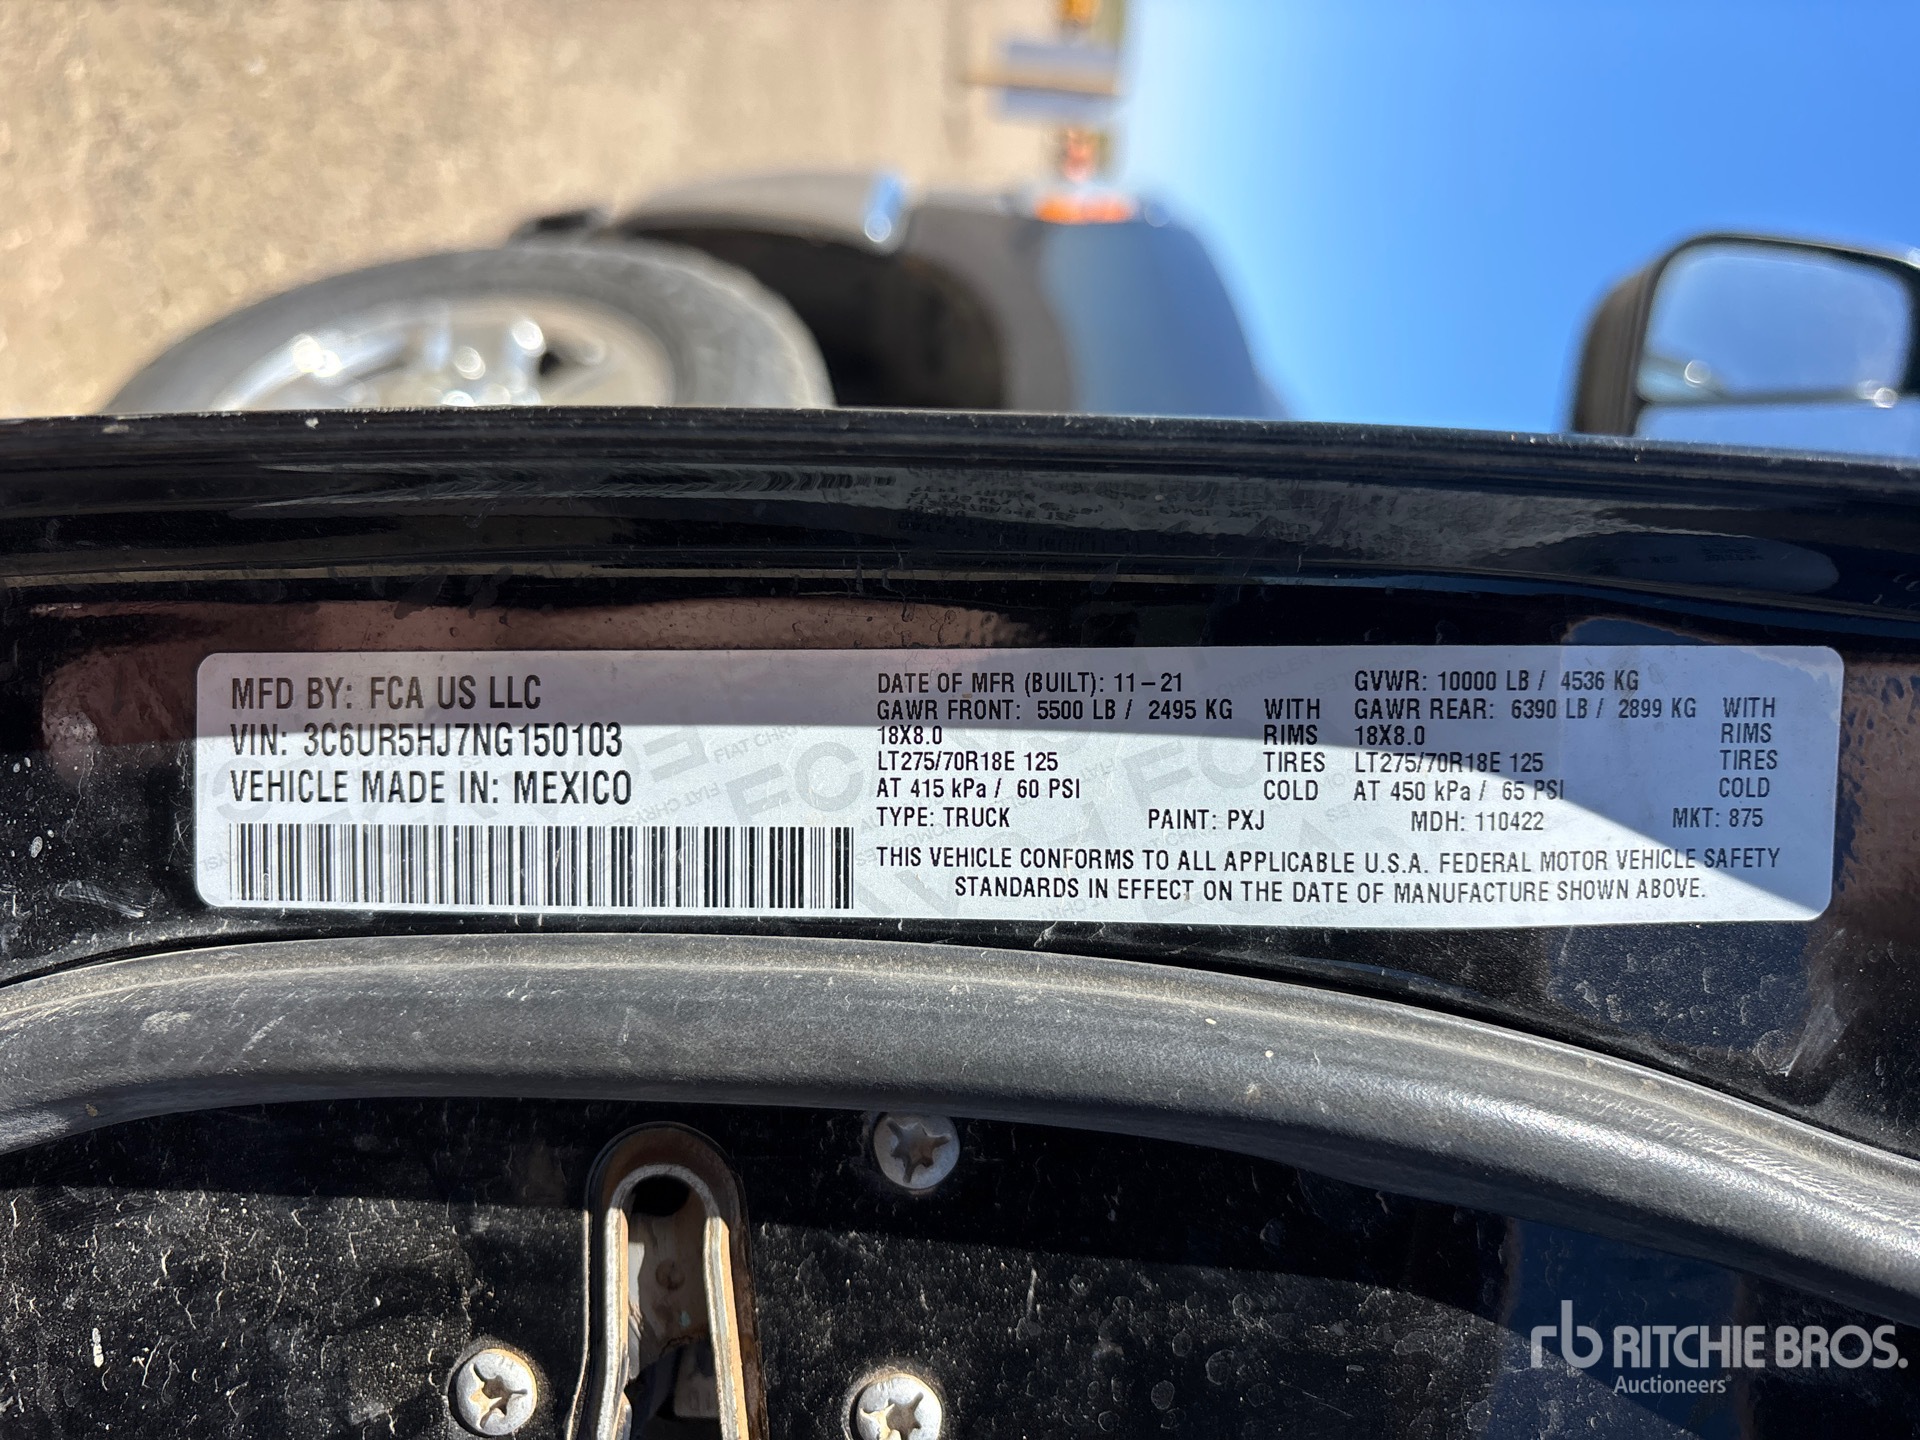 MFD BY: FCA US LLC
VIN: 3C6UR5HJ7NG150103
VEHICLE MADE IN: MEXICO
DATE OF MFR (BUILT): 11-21 GVWR: 10000 LB / 4536 KG
GAWR FRONT: 5500 LB / 2495 KG WITH GAWR REAR: 6390 LB / 2899 KG WITH
18X8.0 RIMS 18X8.0 RIMS
LT275/70R18E 125 TIRES LT275/70R18E 125 TIRES
AT 415 kPa / 60 PSI COLD AT 450 kPa / 65 PSI COLD
TYPE: TRUCK PAINT: PXJ MDH: 110422 MKT: 875
THIS VEHICLE CONFORMS TO ALL APPLICABLE U.S.A. FEDERAL MOTOR VEHICLE SAFETY
STANDARDS IN EFFECT ON THE DATE OF MANUFACTURE SHOWN ABOVE.
rb RITCHIE BROS.
Auctioneers